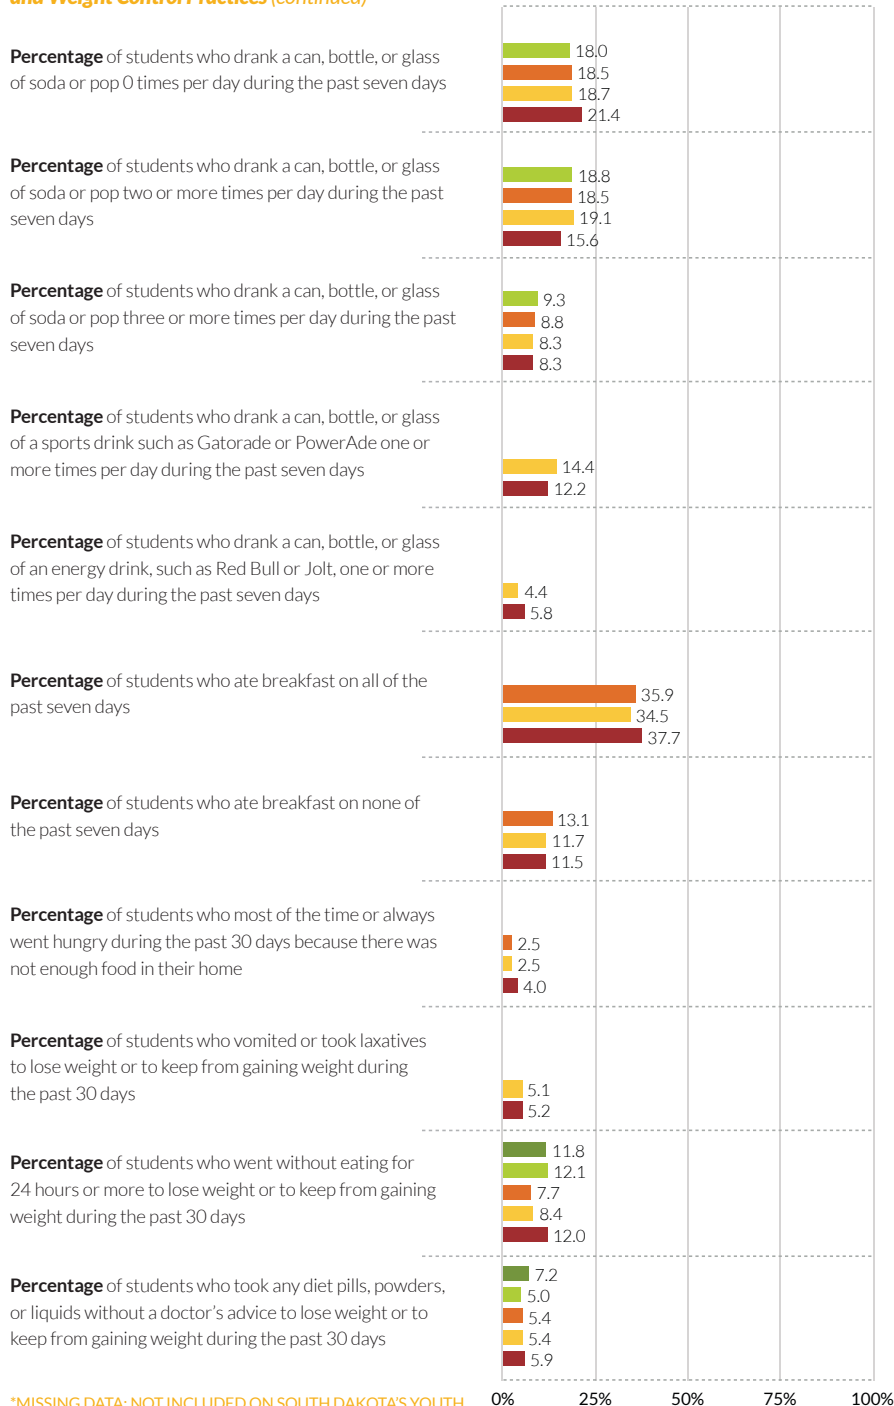 and Weight Control Practices (continued)
Percentage of students who drank a can, bottle, or glass
of soda or pop 0 times per day during the past seven days
18.0
18.5
18.7
21.4
Percentage of students who drank a can, bottle, or glass
of soda or pop two or more times per day during the past
seven days
18.8
18.5
19.1
15.6
Percentage of students who drank a can, bottle, or glass
of soda or pop three or more times per day during the past
seven days
9.3
8.8
8.3
8.3
Percentage of students who drank a can, bottle, or glass
of a sports drink such as Gatorade or PowerAde one or
more times per day during the past seven days
14.4
12.2
Percentage of students who drank a can, bottle, or glass
of an energy drink, such as Red Bull or Jolt, one or more
times per day during the past seven days
4.4
5.8
Percentage of students who ate breakfast on all of the
past seven days
35.9
34.5
37.7
Percentage of students who ate breakfast on none of
the past seven days
13.1
11.7
11.5
Percentage of students who most of the time or always
went hungry during the past 30 days because there was
not enough food in their home
2.5
2.5
4.0
Percentage of students who vomited or took laxatives
to lose weight or to keep from gaining weight during
the past 30 days
5.1
5.2
Percentage of students who went without eating for
24 hours or more to lose weight or to keep from gaining
weight during the past 30 days
11.8
12.1
7.7
8.4
12.0
Percentage of students who took any diet pills, powders,
or liquids without a doctor's advice to lose weight or to
keep from gaining weight during the past 30 days
7.2
5.0
5.4
5.4
5.9
*MISSING DATA: NOT INCLUDED ON SOUTH DAKOTA'S YOUTH
0% 25% 50% 75% 100%